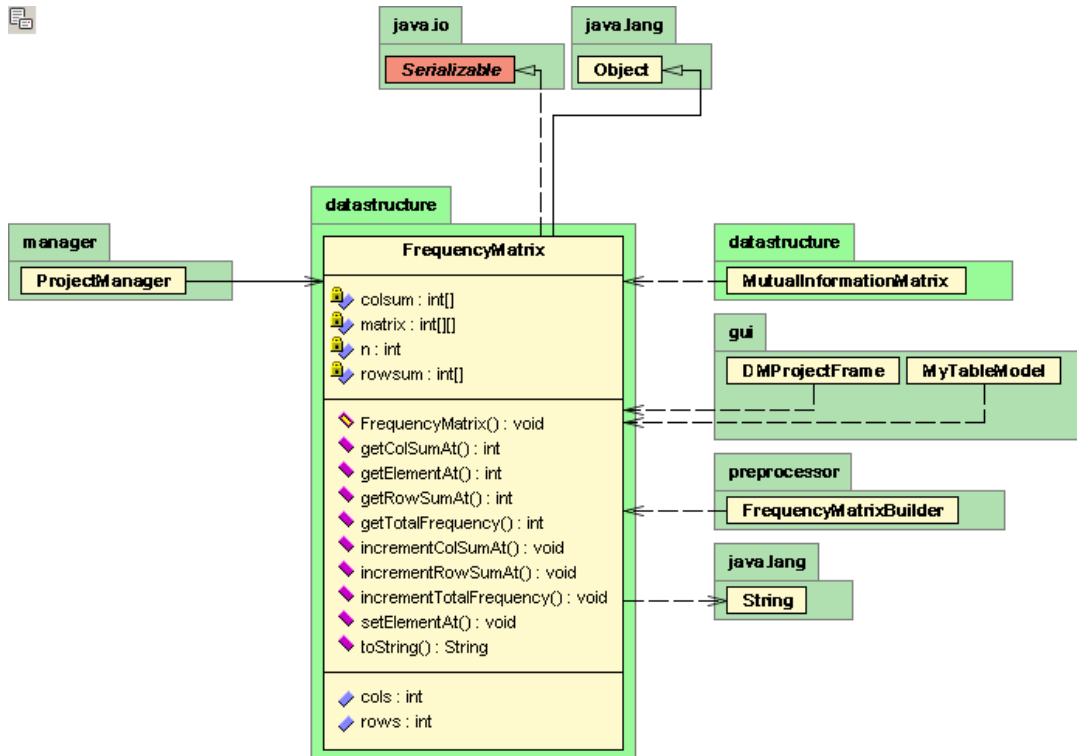 java.io
java.lang
Serializable
Object
datastructure
manager
FrequencyMatrix
datastructure
ProjectManager
MutualInformationMatrix
colsum : int[]
matrix : int[][]
n : int
rowsum : int[]
gui
DMProjectFrame
MyTableModel
FrequencyMatrix() : void
getColSumAt() : int
getElementAt() : int
getRowSumAt() : int
getTotalFrequency() : int
incrementColSumAt() : void
incrementRowSumAt() : void
incrementTotalFrequency() : void
setElementAt() : void
toString() : String
preprocessor
FrequencyMatrixBuilder
java.lang
String
cols : int
rows : int